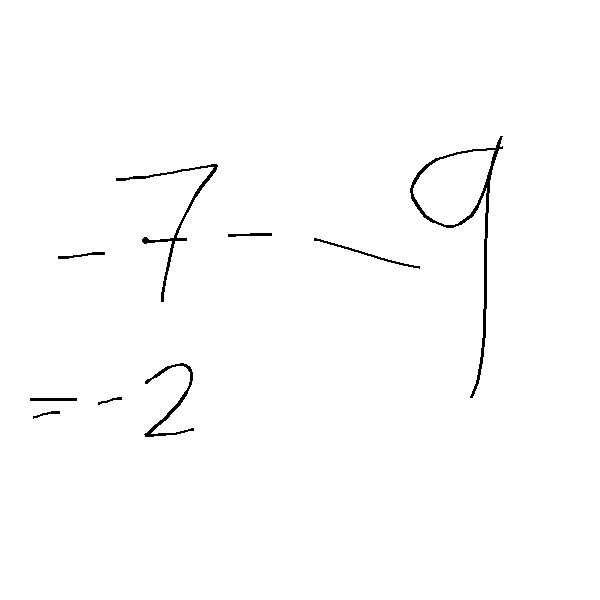 - 7 - - 9
= - 2